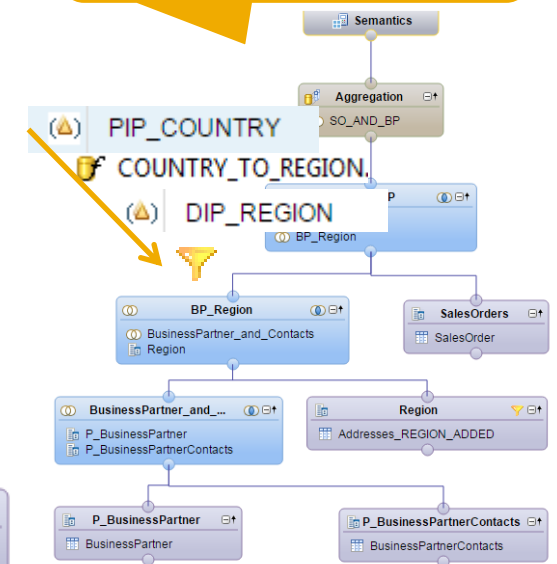 Semantics
Aggregation
SO_AND_BP
PIP_COUNTRY
COUNTRY_TO_REGION.
DIP_REGION
P
BP_Region
BP_Region
BusinessPartner_and_Contacts
Region
SalesOrders
SalesOrder
BusinessPartner_and_...
P_BusinessPartner
P_BusinessPartnerContacts
Region
Addresses_REGION_ADDED
P_BusinessPartner
BusinessPartner
P_BusinessPartnerContacts
BusinessPartnerContacts